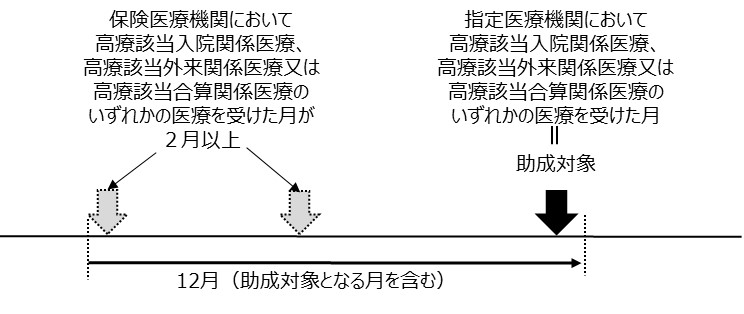 保険医療機関において
高療該当入院関係医療、
高療該当外来関係医療又は
高療該当合算関係医療の
いずれかの医療を受けた月が
２月以上
指定医療機関において
高療該当入院関係医療、
高療該当外来関係医療又は
高療該当合算関係医療の
いずれかの医療を受けた月
=
助成対象
12月（助成対象となる月を含む）